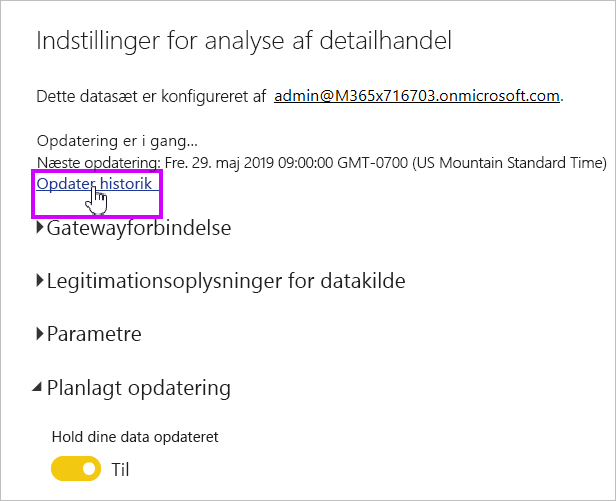 Indstillinger for analyse af detailhandel
Dette datasæt er konfigureret af admin@M365x716703.onmicrosoft.com.
Opdatering er i gang...
Næste opdatering: Fre. 29. maj 2019 09:00:00 GMT-0700 (US Mountain Standard Time)
Opdater historik
Gatewayforbindelse
Legitimationsoplysninger for datakilde
Parametre
Planlagt opdatering
Hold dine data opdateret
Til